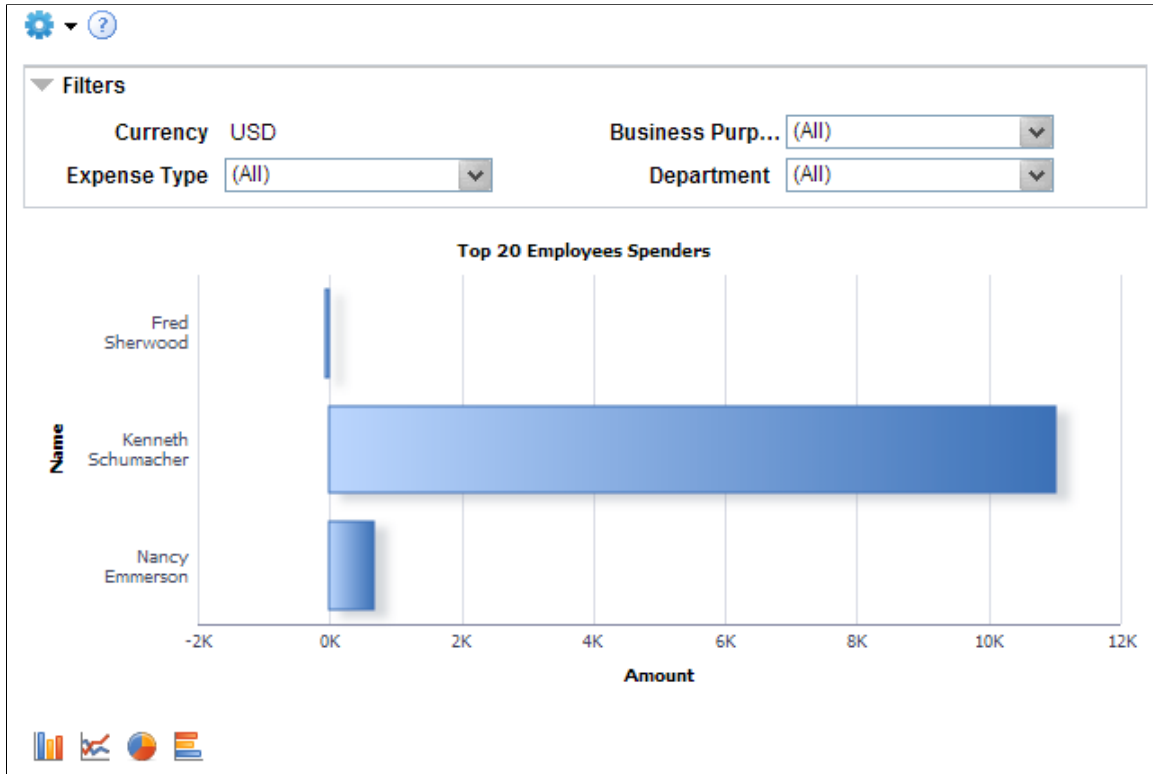 ?
Filters
Currency USD Business Purp... (All)
Expense Type (All) Department (All)
Top 20 Employees Spenders
Fred
Sherwood
Kenneth
Schumacher
Nancy
Emmerson
Name
-2K 0K 2K 4K 6K 8K 10K 12K
Amount